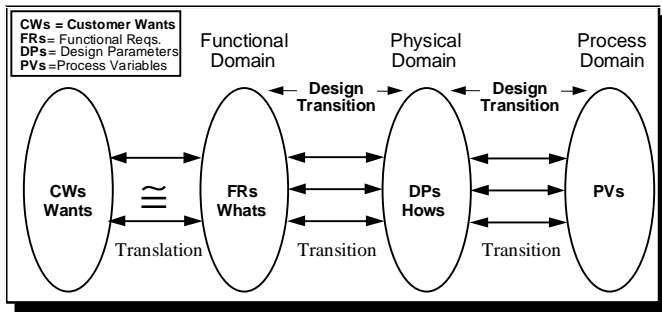 CWs = Customer Wants
FRs= Functional Reqs.
DPs= Design Parameters
PVs=Process Variables
Functional
Domain
Physical
Domain
Process
Domain
Design
Transition
Design
Transition
CWs
Wants
≅
FRs
Whats
DPs
Hows
PVs
Translation
Transition
Transition